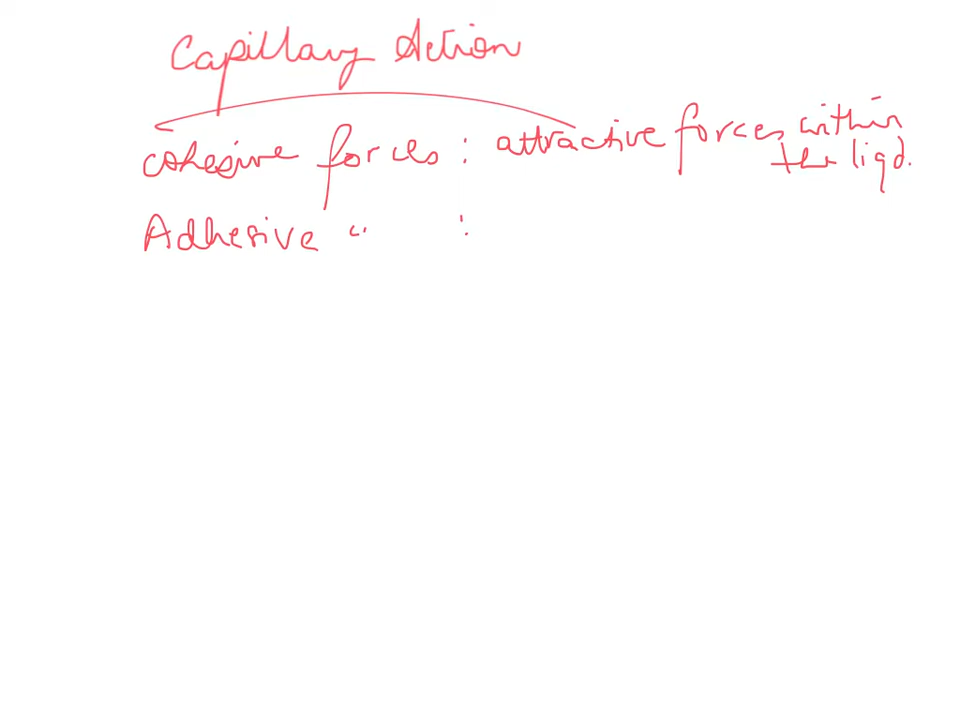 Capillary Action
cohesive forces : attractive forces within
the liqd.
Adhesive " :